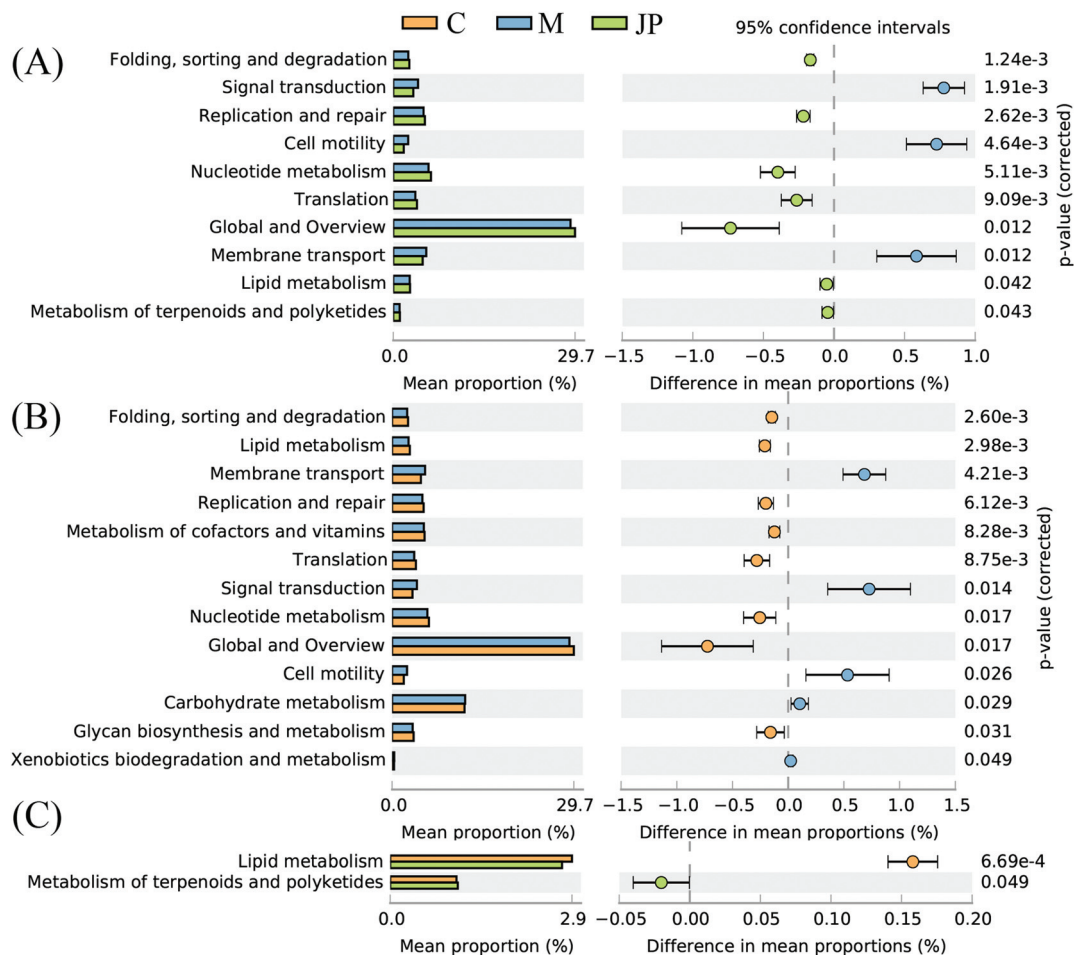 C M JP
(A)
95% confidence intervals
Folding, sorting and degradation 1.24e-3
Signal transduction 1.91e-3
Replication and repair 2.62e-3
Cell motility 4.64e-3
Nucleotide metabolism 5.11e-3
Translation 9.09e-3
Global and Overview 0.012
Membrane transport 0.012
Lipid metabolism 0.042
Metabolism of terpenoids and polyketides 0.043
p-value (corrected)
0.0 29.7 −1.5 −1.0 −0.5 0.0 0.5 1.0
Mean proportion (%) Difference in mean proportions (%)
(B)
Folding, sorting and degradation 2.60e-3
Lipid metabolism 2.98e-3
Membrane transport 4.21e-3
Replication and repair 6.12e-3
Metabolism of cofactors and vitamins 8.28e-3
Translation 8.75e-3
Signal transduction 0.014
Nucleotide metabolism 0.017
Global and Overview 0.017
Cell motility 0.026
Carbohydrate metabolism 0.029
Glycan biosynthesis and metabolism 0.031
Xenobiotics biodegradation and metabolism 0.049
p-value (corrected)
0.0 29.7 −1.5 −1.0 −0.5 0.0 0.5 1.0 1.5
Mean proportion (%) Difference in mean proportions (%)
(C)
Lipid metabolism 6.69e-4
Metabolism of terpenoids and polyketides 0.049
0.0 2.9 −0.05 0.00 0.05 0.10 0.15 0.20
Mean proportion (%) Difference in mean proportions (%)